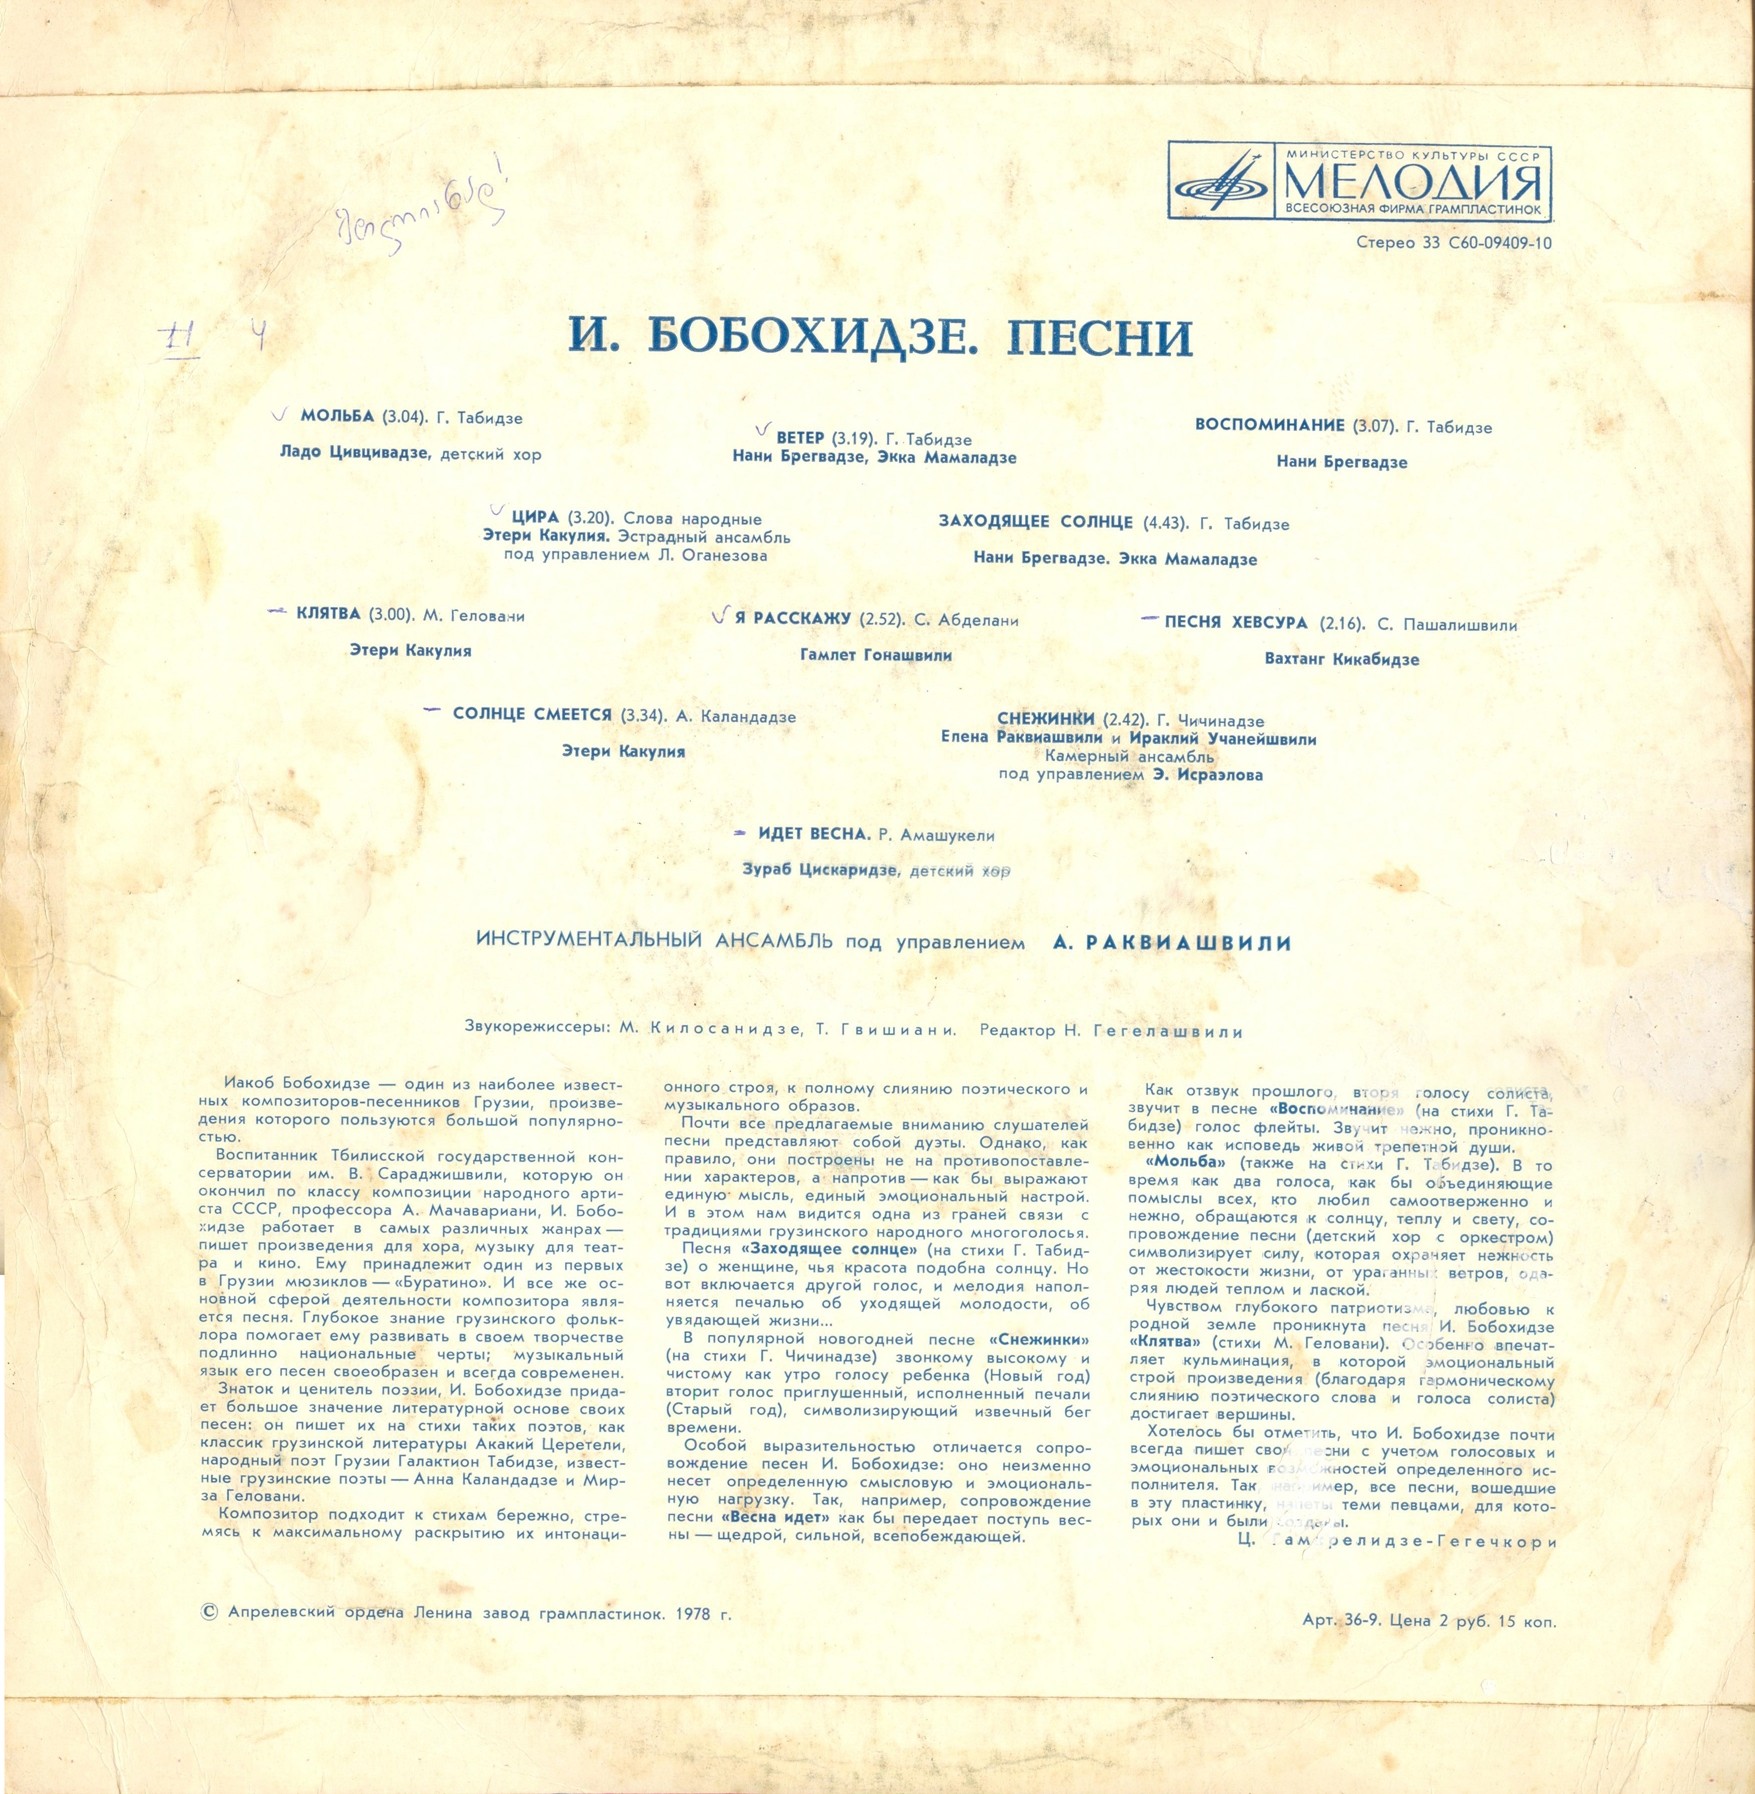 МИНИСТЕРСТВО КУЛЬТУРЫ СССР
МЕЛОДИЯ
ВСЕСОЮЗНАЯ ФИРМА ГРАМПЛАСТИНОК
Стерео 33 С60-09409-10
И. БОБОХИДЗЕ. ПЕСНИ
МОЛЬБА (3.04). Г. Табидзе
Ладо Цивцивадзе, детский хор
ВЕТЕР (3.19). Г. Табидзе
Нани Брегвадзе, Экка Мамаладзе
ВОСПОМИНАНИЕ (3.07). Г. Табидзе
Нани Брегвадзе
ЦИРА (3.20). Слова народные
Этери Какулия. Эстрадный ансамбль
под управлением Л. Оганезова
ЗАХОДЯЩЕЕ СОЛНЦЕ (4.43). Г. Табидзе
Нани Брегвадзе. Экка Мамаладзе
КЛЯТВА (3.00). М. Геловани
Этери Какулия
Я РАССКАЖУ (2.52). С. Абделани
Гамлет Гонашвили
ПЕСНЯ ХЕВСУРА (2.16). С. Пашалишвили
Вахтанг Кикабидзе
СОЛНЦЕ СМЕЕТСЯ (3.34). А. Каландадзе
Этери Какулия
СНЕЖИНКИ (2.42). Г. Чичинадзе
Елена Раквиашвили и Ираклий Учанейшвили
Камерный ансамбль
под управлением Э. Исраэлова
ИДЕТ ВЕСНА. Р. Амашукели
Зураб Цискаридзе, детский хор
ИНСТРУМЕНТАЛЬНЫЙ АНСАМБЛЬ под управлением А. РАКВИАШВИЛИ
Звукорежиссеры: М. Килосанидзе, Т. Гвишиани. Редактор Н. Гегелашвили
Иакоб Бобохидзе — один из наиболее извест-
ных композиторов-песенников Грузии, произве-
дения которого пользуются большой популярно-
стью.
Воспитанник Тбилисской государственной кон-
серватории им. В. Сараджишвили, которую он
окончил по классу композиции народного арти-
ста СССР, профессора А. Мачавариани, И. Бобо-
хидзе работает в самых различных жанрах —
пишет произведения для хора, музыку для теат-
ра и кино. Ему принадлежит один из первых
в Грузии мюзиклов — «Буратино». И все же ос-
новной сферой деятельности композитора явля-
ется песня. Глубокое знание грузинского фольк-
лора помогает ему развивать в своем творчестве
подлинно национальные черты; музыкальный
язык его песен своеобразен и всегда современен.
Знаток и ценитель поэзии, И. Бобохидзе прида-
ет большое значение литературной основе своих
песен: он пишет их на стихи таких поэтов, как
классик грузинской литературы Акакий Церетели,
народный поэт Грузии Галактион Табидзе, извест-
ные грузинские поэты — Анна Каландадзе и Мир-
за Геловани.
Композитор подходит к стихам бережно, стре-
мясь к максимальному раскрытию их интонаци-
онного строя, к полному слиянию поэтического и
музыкального образов.
Почти все предлагаемые вниманию слушателей
песни представляют собой дуэты. Однако, как
правило, они построены не на противопоставле-
нии характеров, а напротив — как бы выражают
единую мысль, единый эмоциональный настрой.
И в этом нам видится одна из граней связи с
традициями грузинского народного многоголосья.
Песня «Заходящее солнце» (на стихи Г. Табид-
зе) о женщине, чья красота подобна солнцу. Но
вот включается другой голос, и мелодия напол-
няется печалью об уходящей молодости, об
увядающей жизни...
В популярной новогодней песне «Снежинки»
(на стихи Г. Чичинадзе) звонкому высокому и
чистому как утро голосу ребенка (Новый год)
вторит голос приглушенный, исполненный печали
(Старый год), символизирующий извечный бег
времени.
Особой выразительностью отличается сопро-
вождение песен И. Бобохидзе: оно неизменно
несет определенную смысловую и эмоциональ-
ную нагрузку. Так, например, сопровождение
песни «Весна идет» как бы передает поступь вес-
ны — щедрой, сильной, всепобеждающей.
Как отзвук прошлого, вторя голосу солиста,
звучит в песне «Воспоминание» (на стихи Г. Та-
бидзе) голос флейты. Звучит нежно, проникно-
венно как исповедь живой трепетной души.
«Мольба» (также на стихи Г. Табидзе). В то
время как два голоса, как бы объединяющие
помыслы всех, кто любил самоотверженно и
нежно, обращаются к солнцу, теплу и свету, со-
провождение песни (детский хор с оркестром)
символизирует силу, которая охраняет нежность
от жестокости жизни, от ураганных ветров, ода-
ряя людей теплом и лаской.
Чувством глубокого патриотизма, любовью к
родной земле проникнута песня И. Бобохидзе
«Клятва» (стихи М. Геловани). Особенно впечат-
ляет кульминация, в которой эмоциональный
строй произведения (благодаря гармоническому
слиянию поэтического слова и голоса солиста)
достигает вершины.
Хотелось бы отметить, что И. Бобохидзе почти
всегда пишет свои песни с учетом голосовых и
эмоциональных возможностей определенного ис-
полнителя. Так например, все песни, вошедшие
в эту пластинку, напеты теми певцами, для кото-
рых они и были созданы.
Ц. Гамкрелидзе-Гегечкори
© Апрелевский ордена Ленина завод грампластинок. 1978 г.
Арт. 36-9. Цена 2 руб. 15 коп.